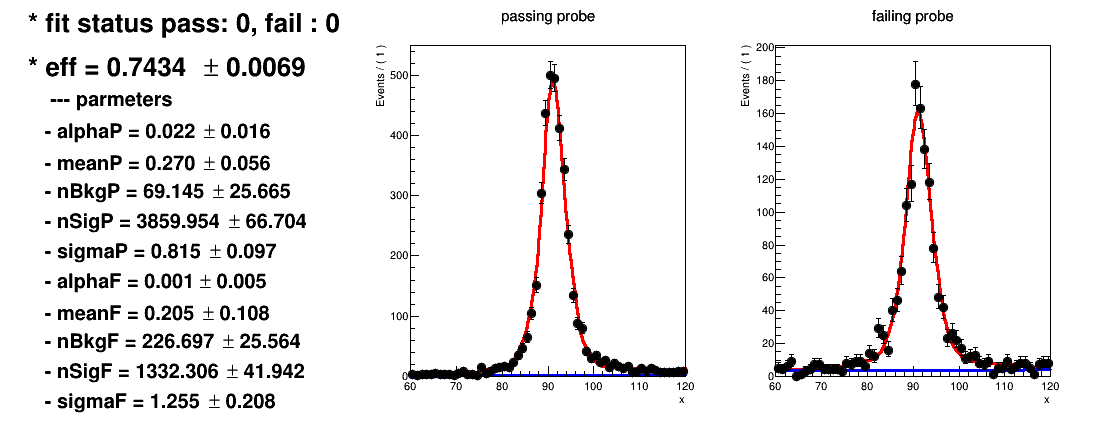 * fit status pass: 0, fail : 0
* eff = 0.7434 ± 0.0069
--- parmeters
- alphaP = 0.022 ± 0.016
- meanP = 0.270 ± 0.056
- nBkgP = 69.145 ± 25.665
- nSigP = 3859.954 ± 66.704
- sigmaP = 0.815 ± 0.097
- alphaF = 0.001 ± 0.005
- meanF = 0.205 ± 0.108
- nBkgF = 226.697 ± 25.564
- nSigF = 1332.306 ± 41.942
- sigmaF = 1.255 ± 0.208
passing probe
Events / ( 1 )
500
400
300
200
100
0
60 70 80 90 100 110 120
x
failing probe
Events / ( 1 )
200
180
160
140
120
100
80
60
40
20
0
60 70 80 90 100 110 120
x